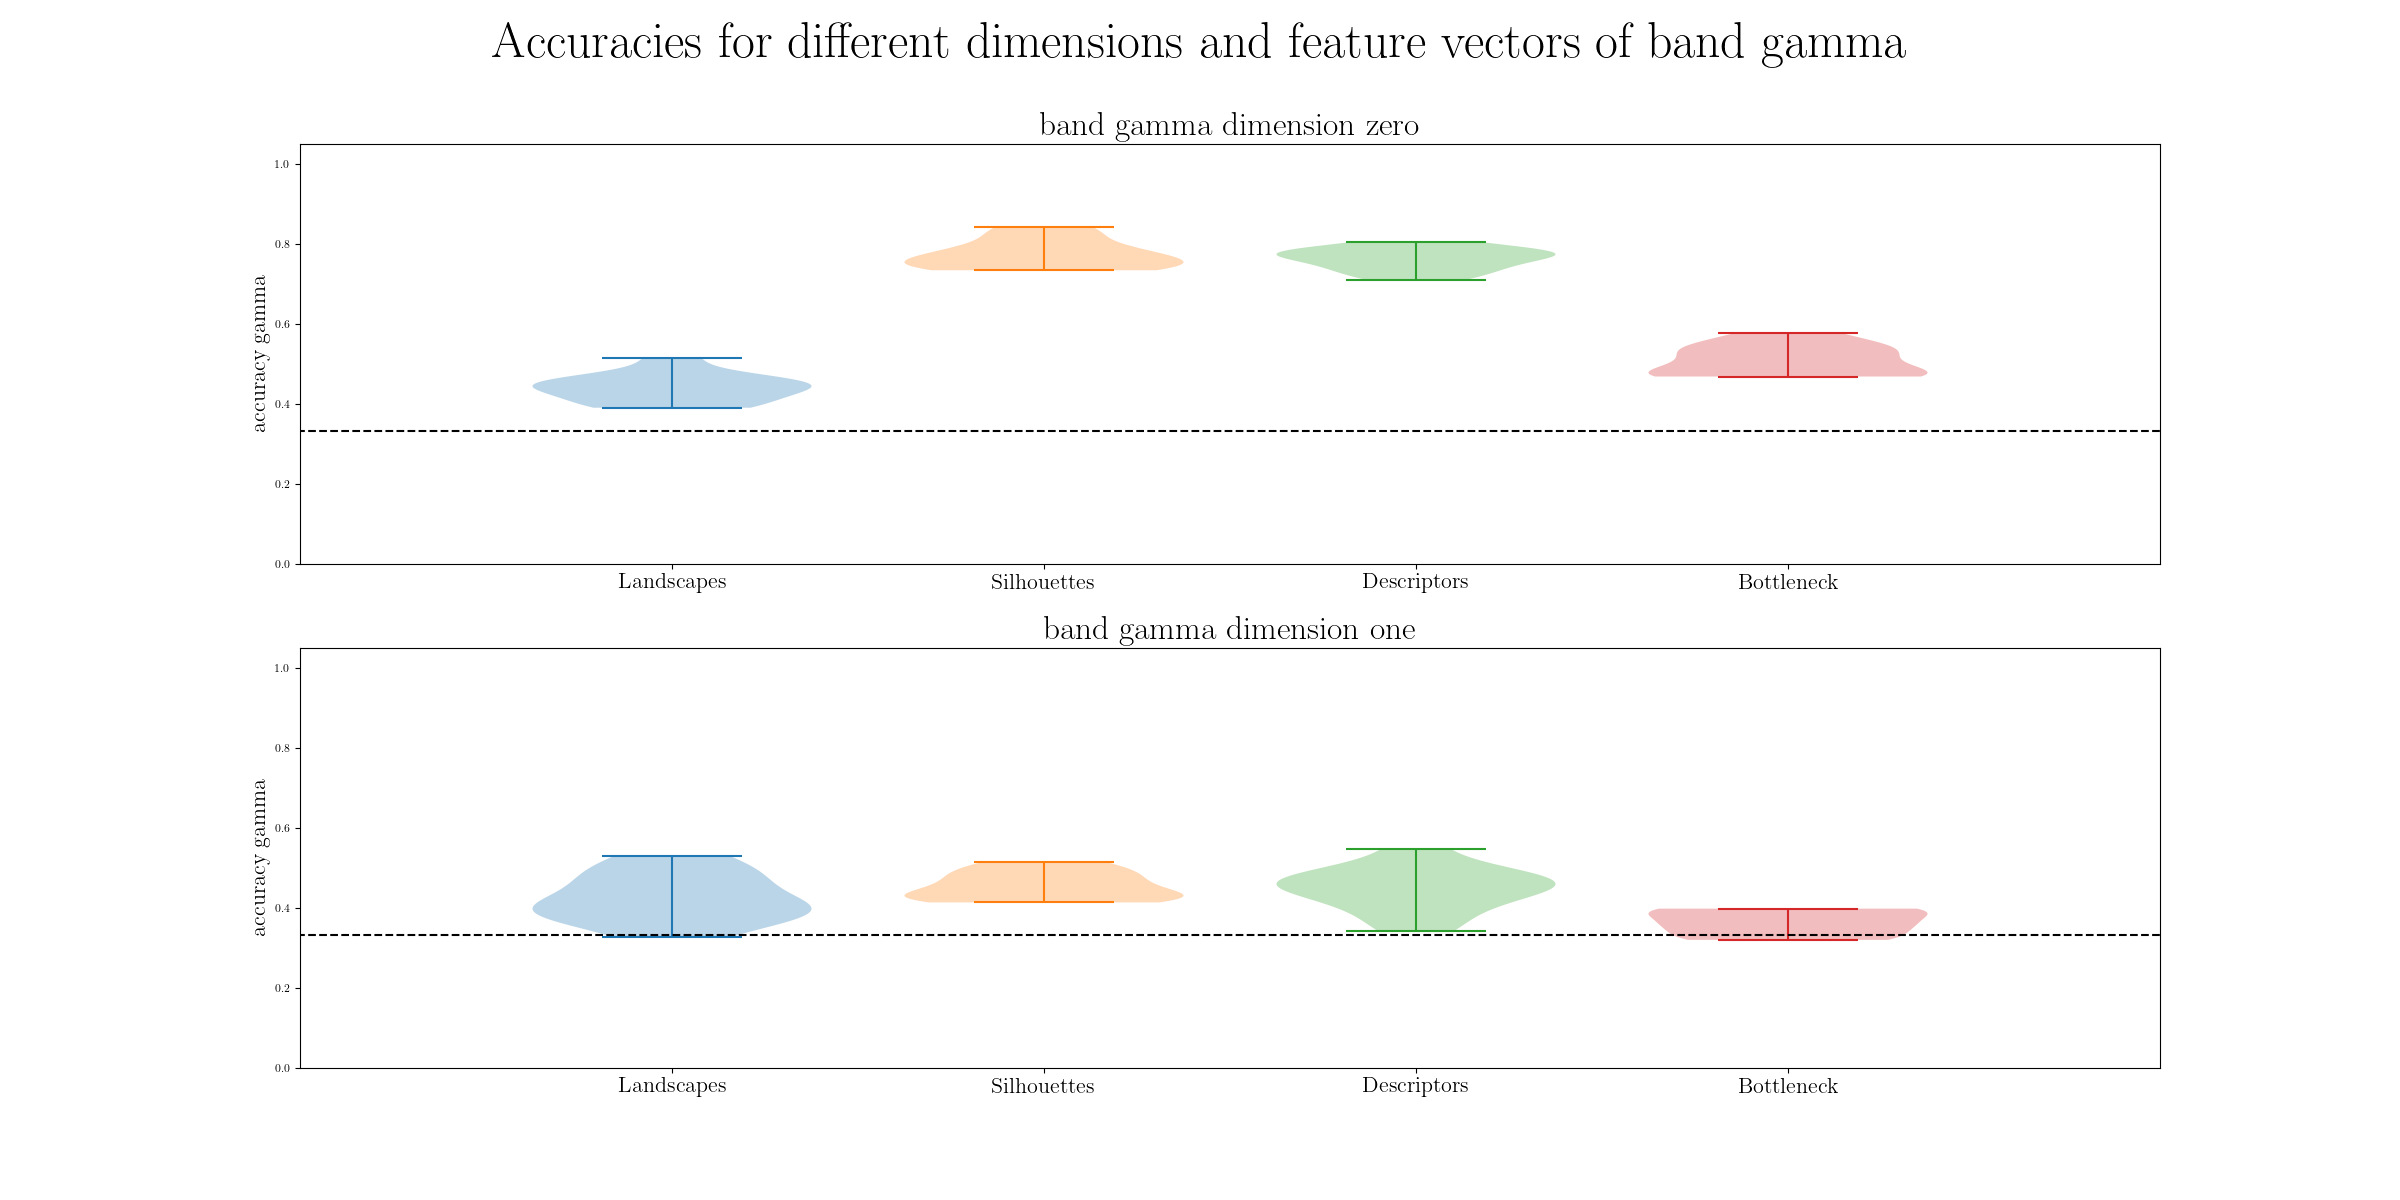 Accuracies for different dimensions and feature vectors of band gamma
band gamma dimension zero
accuracy gamma
1.0
0.8
0.6
0.4
0.2
0.0
Landscapes Silhouettes Descriptors Bottleneck
band gamma dimension one
accuracy gamma
1.0
0.8
0.6
0.4
0.2
0.0
Landscapes Silhouettes Descriptors Bottleneck